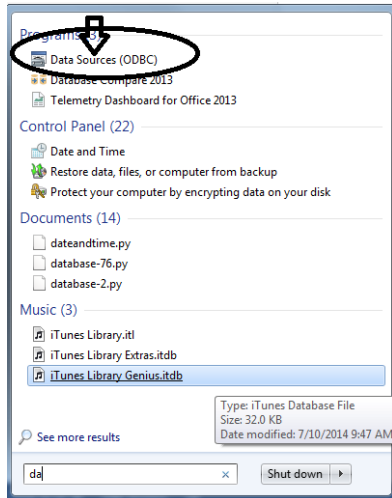 Programs (3)
Data Sources (ODBC)
Database Compare 2013
Telemetry Dashboard for Office 2013
Control Panel (22)
Date and Time
Restore data, files, or computer from backup
Protect your computer by encrypting data on your disk
Documents (14)
dateandtime.py
database-76.py
database-2.py
Music (3)
iTunes Library.itl
iTunes Library Extras.itdb
iTunes Library Genius.itdb
Type: iTunes Database File
Size: 32.0 KB
Date modified: 7/10/2014 9:47 AM
See more results
da
Shut down